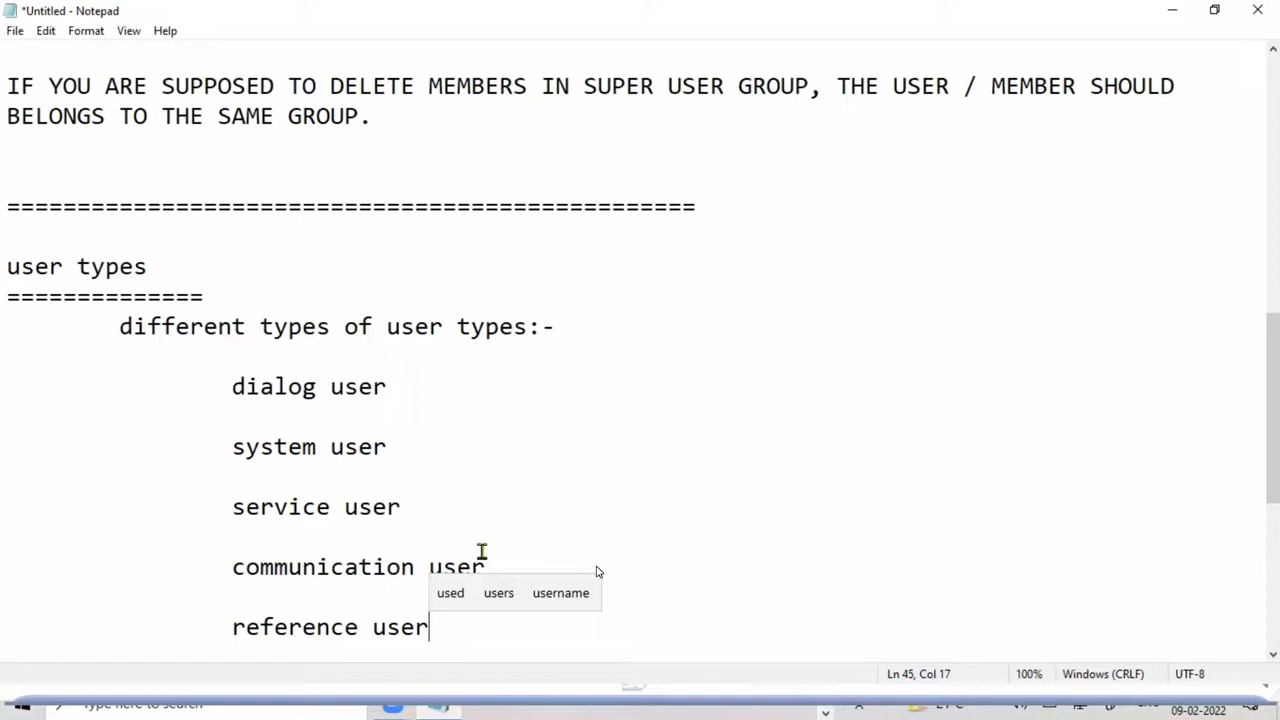 *Untitled - Notepad
File Edit Format View Help
IF YOU ARE SUPPOSED TO DELETE MEMBERS IN SUPER USER GROUP, THE USER / MEMBER SHOULD
BELONGS TO THE SAME GROUP.
=================================================
user types
==============
different types of user types:-
dialog user
system user
service user
communication user
used users username
reference user
Ln 45, Col 17 100% Windows (CRLF) UTF-8
Type here to search
09-02-2022